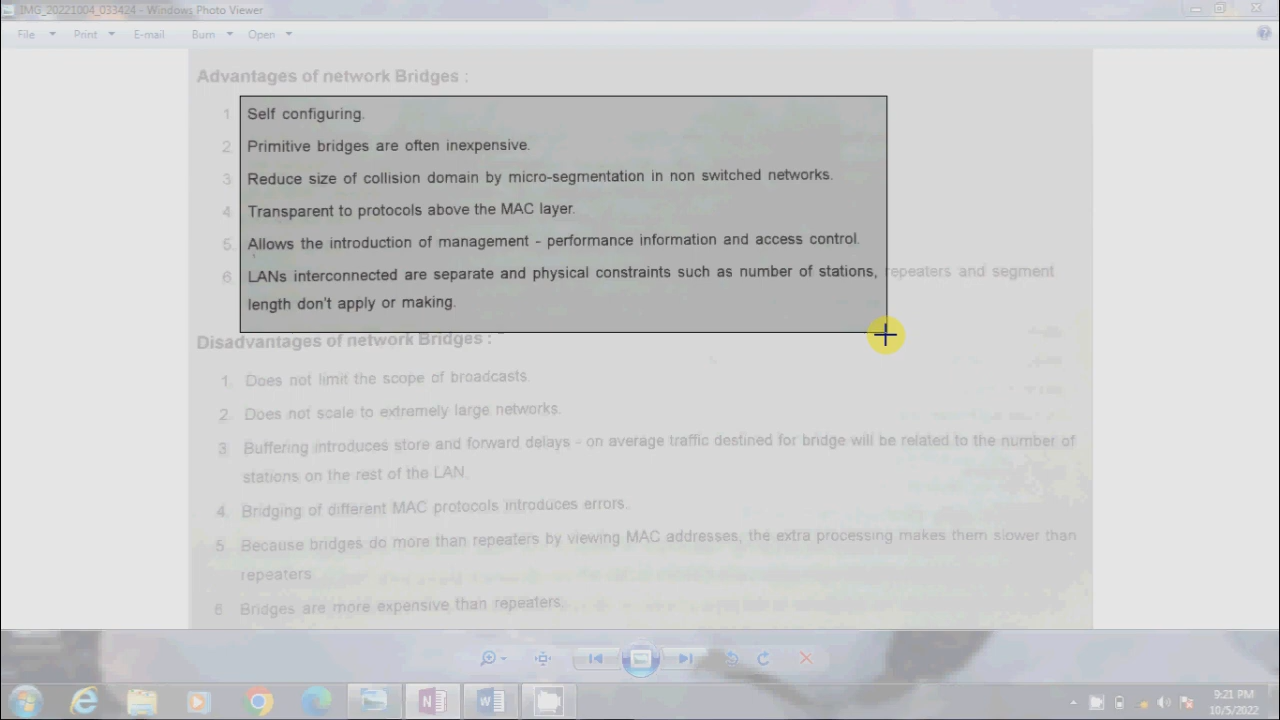 IMG_20221004_033424 - Windows Photo Viewer
File Print E-mail Burn Open
Advantages of network Bridges :
1 Self configuring.
2 Primitive bridges are often inexpensive.
3 Reduce size of collision domain by micro-segmentation in non switched networks.
4 Transparent to protocols above the MAC layer.
5. Allows the introduction of management - performance information and access control.
6. LANs interconnected are separate and physical constraints such as number of stations, repeaters and segment
length don't apply or making.
Disadvantages of network Bridges :
1. Does not limit the scope of broadcasts.
2. Does not scale to extremely large networks.
3 Buffering introduces store and forward delays - on average traffic destined for bridge will be related to the number of
stations on the rest of the LAN.
4. Bridging of different MAC protocols introduces errors.
5. Because bridges do more than repeaters by viewing MAC addresses, the extra processing makes them slower than
repeaters
6 Bridges are more expensive than repeaters.
9:21 PM
10/5/2022